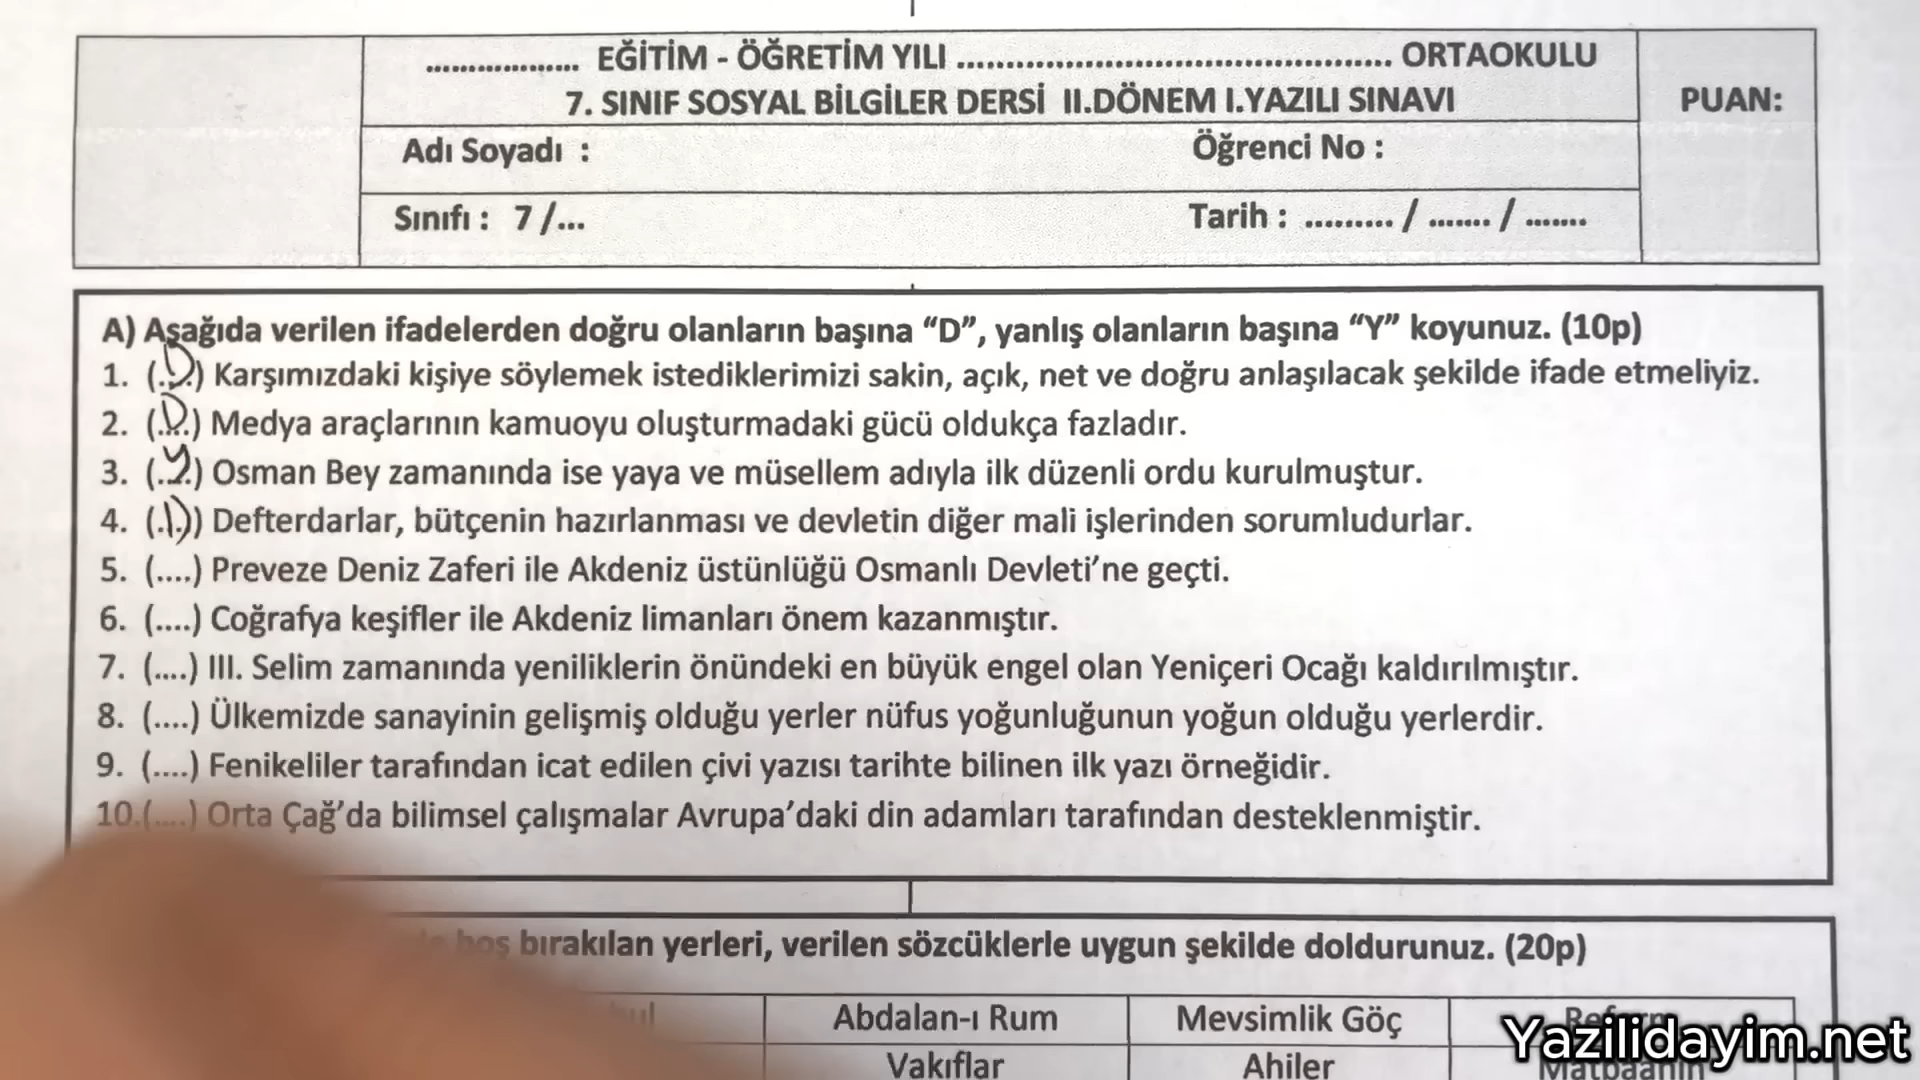 .................. EĞİTİM - ÖĞRETİM YILI .......................................... ORTAOKULU
7. SINIF SOSYAL BİLGİLER DERSİ II.DÖNEM I.YAZILI SINAVI
PUAN:
Adı Soyadı :
Öğrenci No :
Sınıfı : 7 /...
Tarih : ......... / ....... / .......
A) Aşağıda verilen ifadelerden doğru olanların başına “D”, yanlış olanların başına “Y” koyunuz. (10p)
1. (.D.) Karşımızdaki kişiye söylemek istediklerimizi sakin, açık, net ve doğru anlaşılacak şekilde ifade etmeliyiz.
2. (.D.) Medya araçlarının kamuoyu oluşturmadaki gücü oldukça fazladır.
3. (.Y.) Osman Bey zamanında ise yaya ve müsellem adıyla ilk düzenli ordu kurulmuştur.
4. (.D.) Defterdarlar, bütçenin hazırlanması ve devletin diğer mali işlerinden sorumludurlar.
5. (....) Preveze Deniz Zaferi ile Akdeniz üstünlüğü Osmanlı Devleti’ne geçti.
6. (....) Coğrafya keşifler ile Akdeniz limanları önem kazanmıştır.
7. (....) III. Selim zamanında yeniliklerin önündeki en büyük engel olan Yeniçeri Ocağı kaldırılmıştır.
8. (....) Ülkemizde sanayinin gelişmiş olduğu yerler nüfus yoğunluğunun yoğun olduğu yerlerdir.
9. (....) Fenikeliler tarafından icat edilen çivi yazısı tarihte bilinen ilk yazı örneğidir.
10.(....) Orta Çağ’da bilimsel çalışmalar Avrupa’daki din adamları tarafından desteklenmiştir.
boş bırakılan yerleri, verilen sözcüklerle uygun şekilde doldurunuz. (20p)
Abdalan-ı Rum
Mevsimlik Göç
Vakıflar
Ahiler
Yazilidayim.net